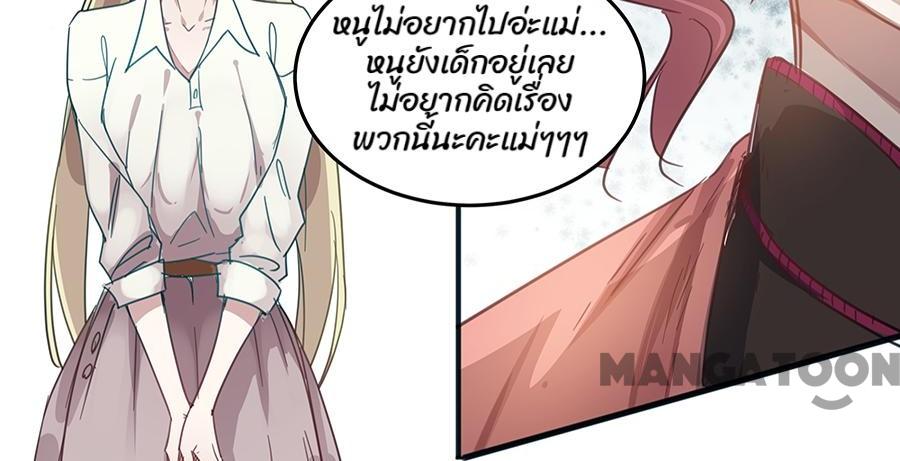 หนูไม่อยากไปอ่ะแม่...
หนูยังเด็กอยู่เลย
ไม่อยากคิดเรื่อง
พวกนี้นะคะแม่ๆๆๆ
MANGATOON